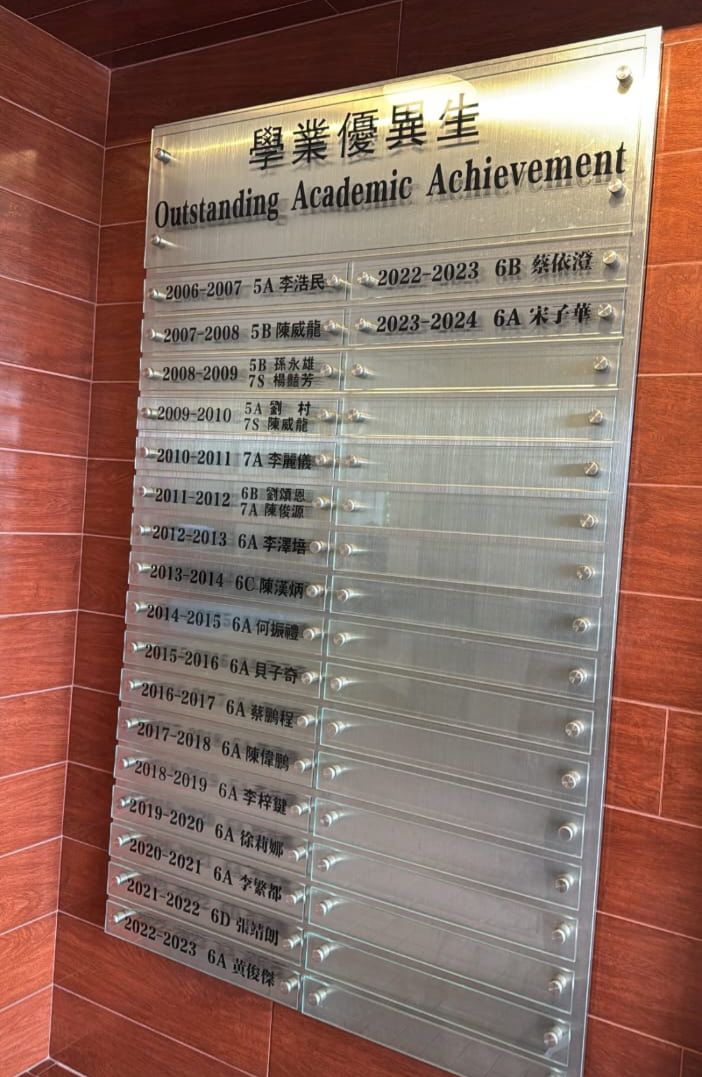 學業優異生
Outstanding Academic Achievement
2006-2007 5A 李浩民
2007-2008 5B 陳威龍
2008-2009 5B 孫永雄
7S 楊豔芳
2009-2010 5A 劉 村
7S 陳威龍
2010-2011 7A 李麗儀
2011-2012 6B 劉頌恩
7A 陳俊源
2012-2013 6A 李澤培
2013-2014 6C 陳漢炳
2014-2015 6A 何振禮
2015-2016 6A 貝子奇
2016-2017 6A 蔡鵬程
2017-2018 6A 陳偉鵬
2018-2019 6A 李梓鍵
2019-2020 6A 徐莉娜
2020-2021 6A 李繁都
2021-2022 6D 張靖朗
2022-2023 6A 黃俊傑
2022-2023 6B 蔡依澄
2023-2024 6A 宋子華